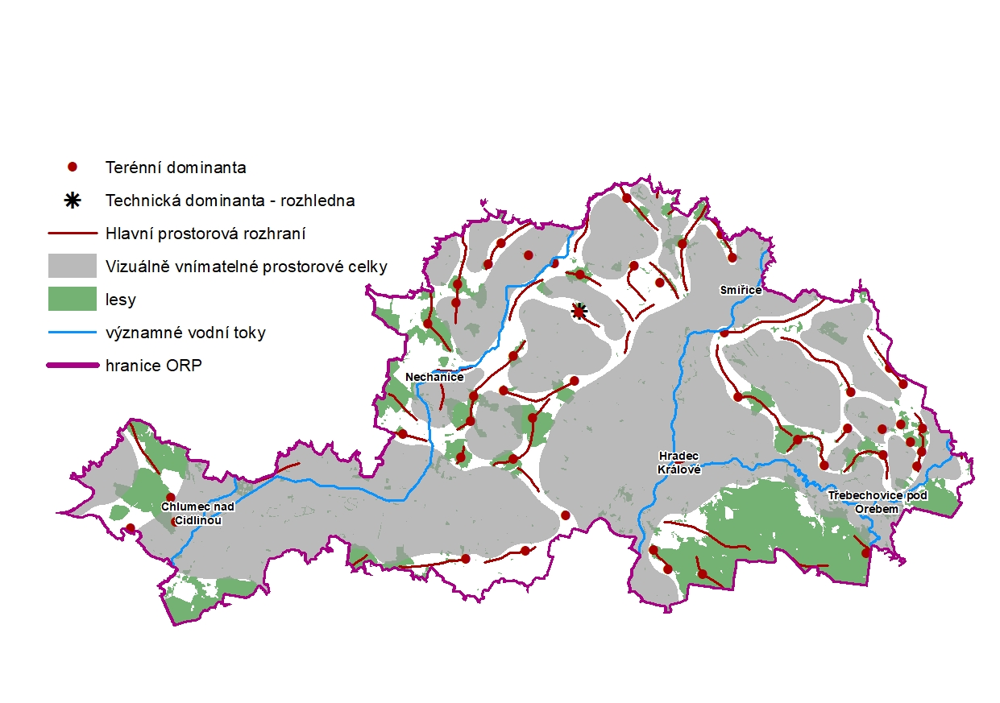 Terénní dominanta
Technická dominanta - rozhledna
Hlavní prostorová rozhraní
Vizuálně vnímatelné prostorové celky
lesy
významné vodní toky
hranice ORP
Smiřice
Nechanice
Hradec
Králové
Třebechovice pod
Orebem
Chlumec nad
Cidlinou